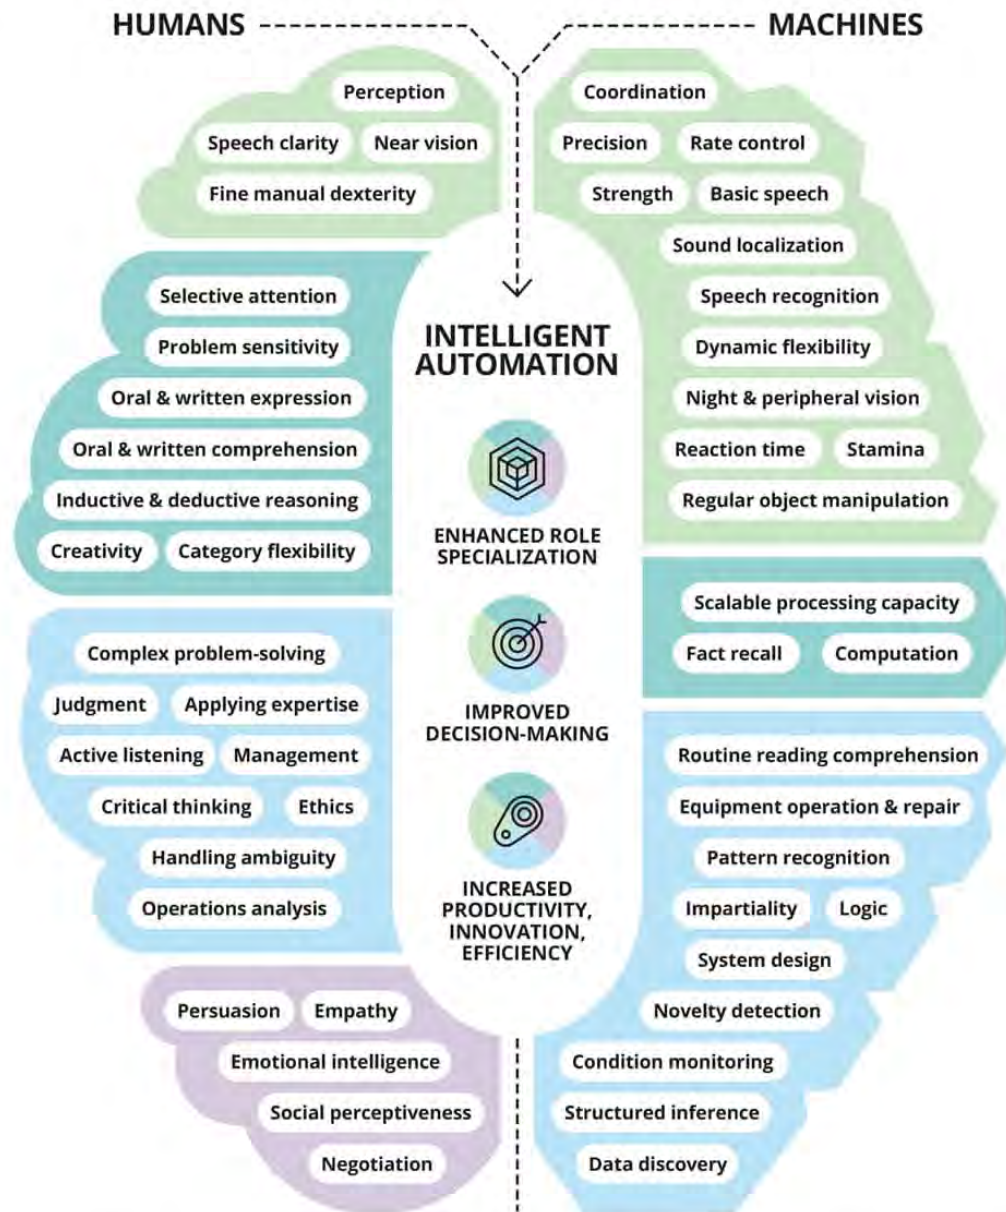 HUMANS
MACHINES
Perception
Speech clarity
Near vision
Fine manual dexterity
Selective attention
Problem sensitivity
Oral & written expression
Oral & written comprehension
Inductive & deductive reasoning
Creativity
Category flexibility
Complex problem-solving
Judgment
Applying expertise
Active listening
Management
Critical thinking
Ethics
Handling ambiguity
Operations analysis
Persuasion
Empathy
Emotional intelligence
Social perceptiveness
Negotiation
INTELLIGENT
AUTOMATION
ENHANCED ROLE
SPECIALIZATION
IMPROVED
DECISION-MAKING
INCREASED
PRODUCTIVITY,
INNOVATION,
EFFICIENCY
Coordination
Precision
Rate control
Strength
Basic speech
Sound localization
Speech recognition
Dynamic flexibility
Night & peripheral vision
Reaction time
Stamina
Regular object manipulation
Scalable processing capacity
Fact recall
Computation
Routine reading comprehension
Equipment operation & repair
Pattern recognition
Impartiality
Logic
System design
Novelty detection
Condition monitoring
Structured inference
Data discovery